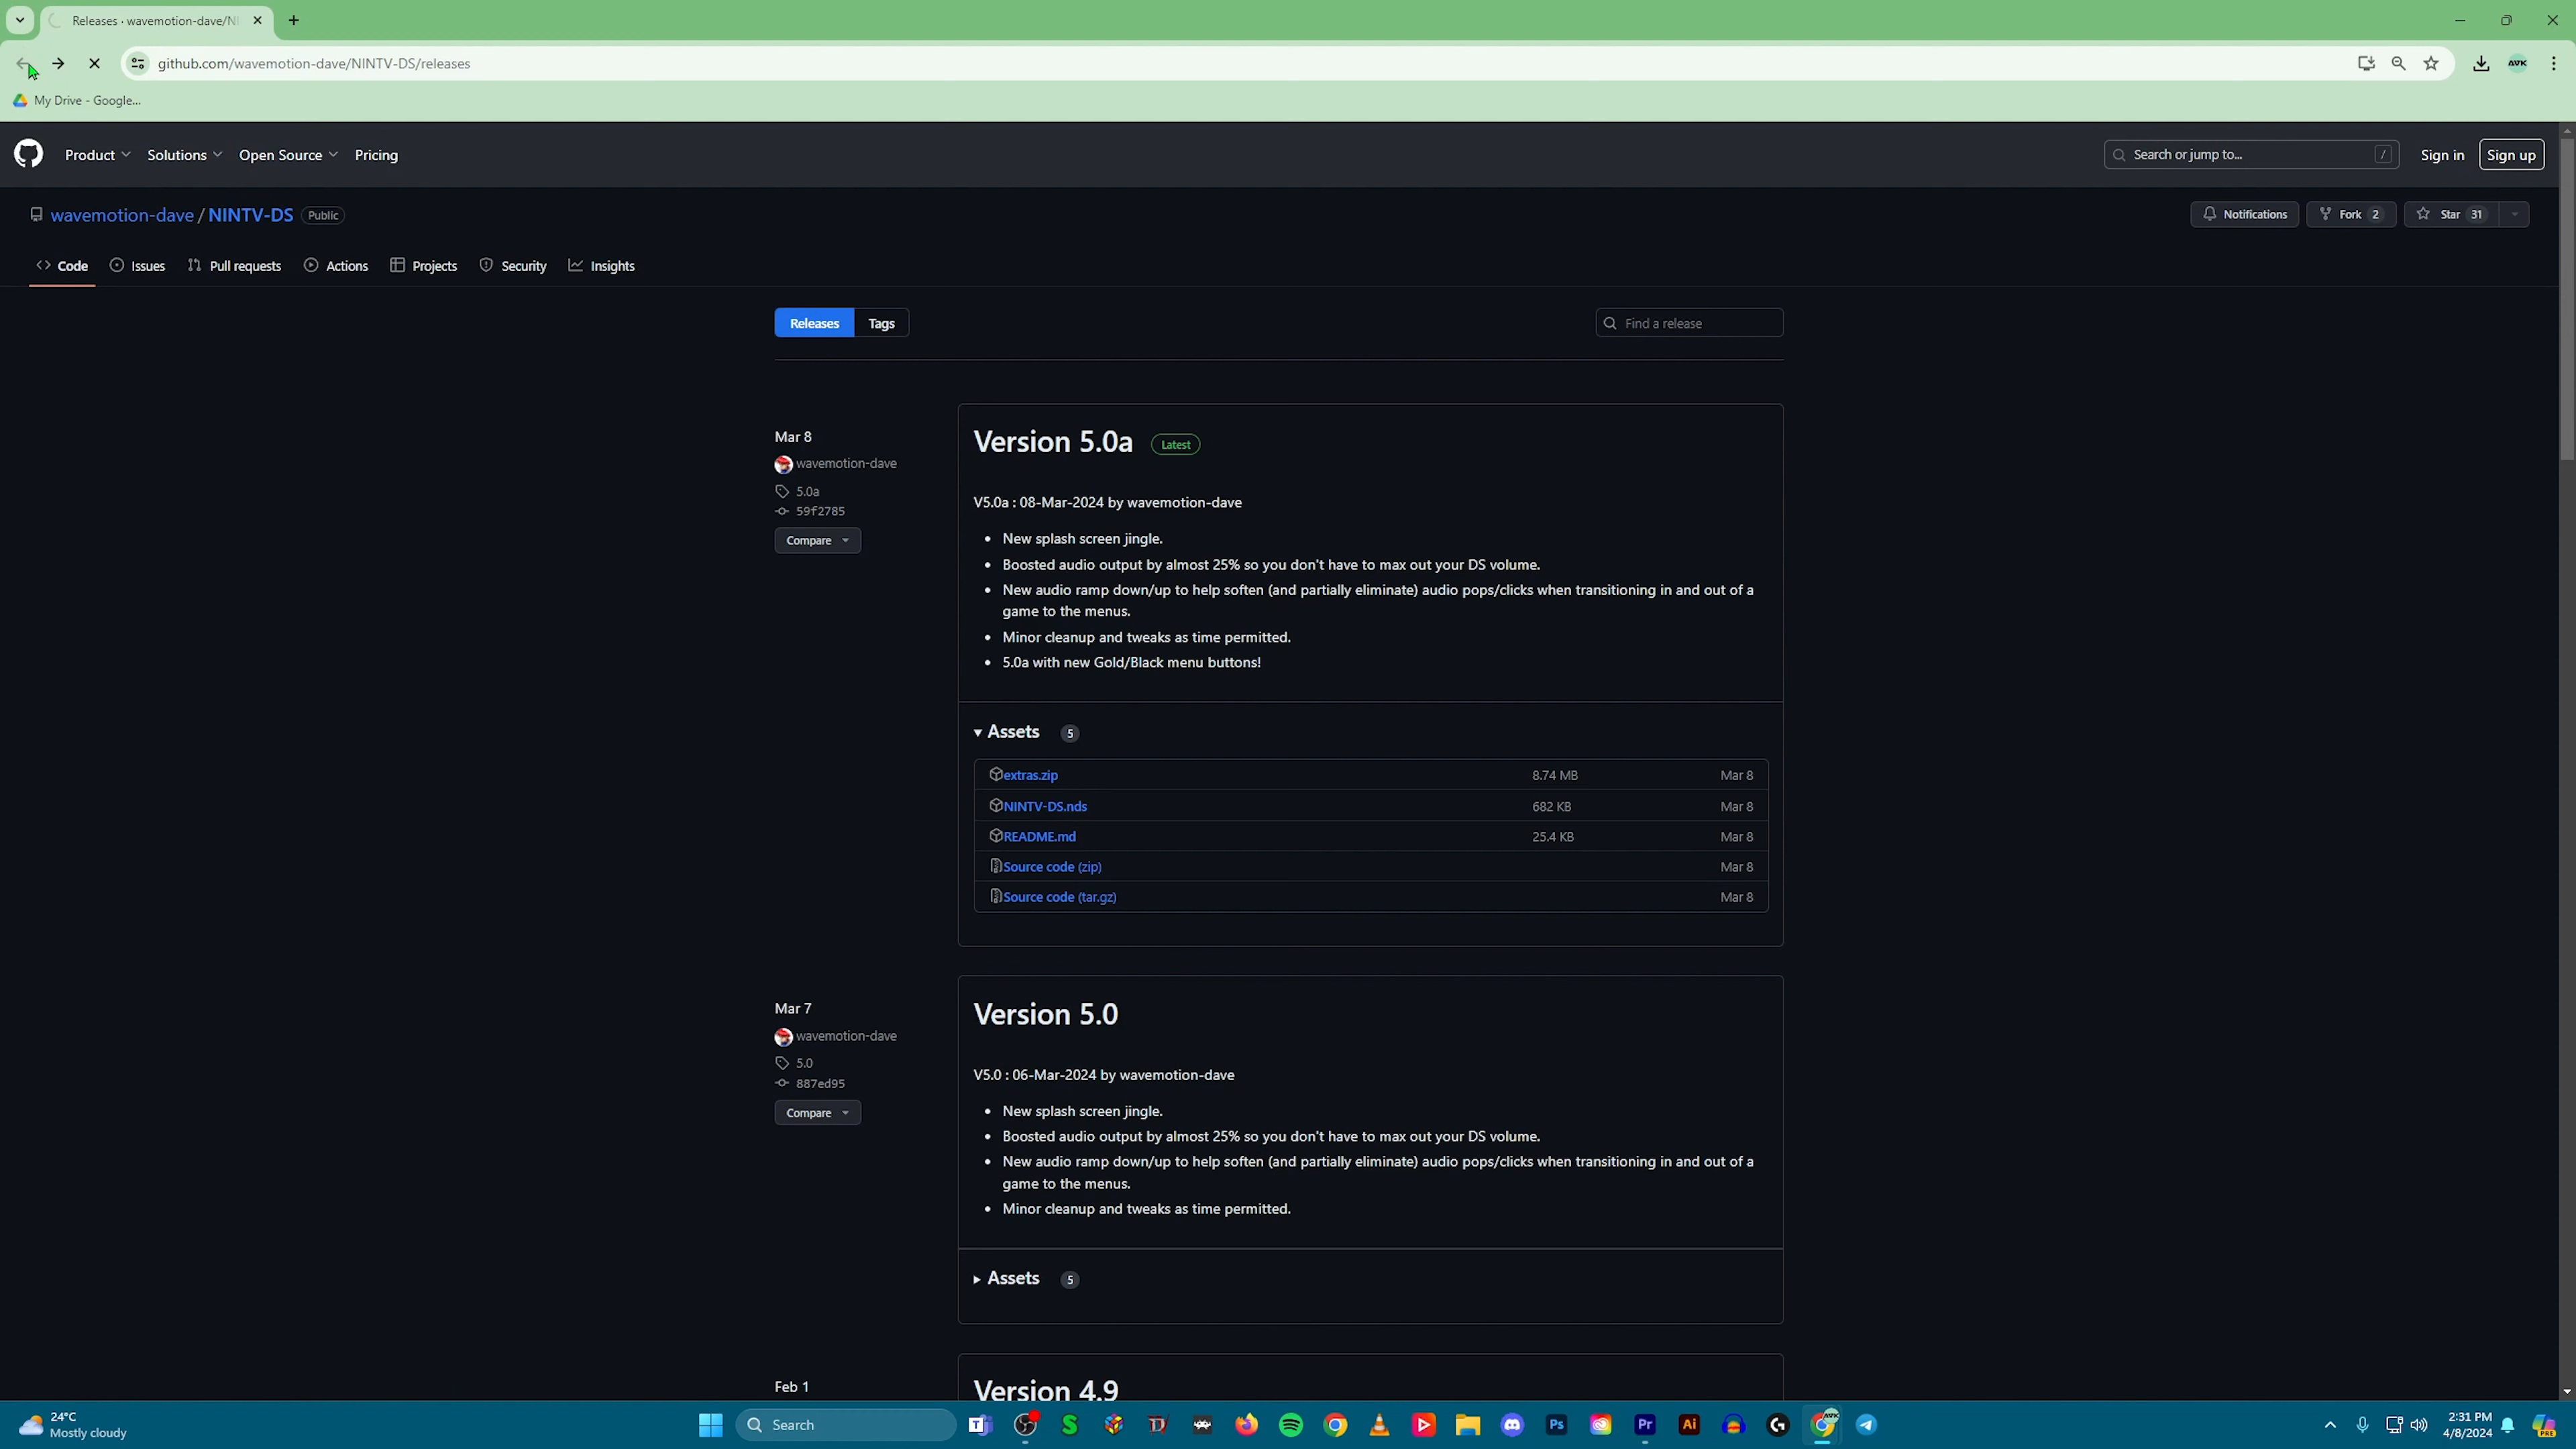 Releases · wavemotion-dave/NI
github.com/wavemotion-dave/NINTV-DS/releases
AVK
My Drive - Google...
Product
Solutions
Open Source
Pricing
Search or jump to...
/
Sign in
Sign up
wavemotion-dave / NINTV-DS
Public
Notifications
Fork 2
Star 31
Code
Issues
Pull requests
Actions
Projects
Security
Insights
Releases
Tags
Find a release
Mar 8
wavemotion-dave
5.0a
59f2785
Compare
Version 5.0a
Latest
V5.0a : 08-Mar-2024 by wavemotion-dave
• New splash screen jingle.
• Boosted audio output by almost 25% so you don't have to max out your DS volume.
• New audio ramp down/up to help soften (and partially eliminate) audio pops/clicks when transitioning in and out of a
game to the menus.
• Minor cleanup and tweaks as time permitted.
• 5.0a with new Gold/Black menu buttons!
Assets 5
extras.zip 8.74 MB Mar 8
NINTV-DS.nds 682 KB Mar 8
README.md 25.4 KB Mar 8
Source code (zip) Mar 8
Source code (tar.gz) Mar 8
Mar 7
wavemotion-dave
5.0
887ed95
Compare
Version 5.0
V5.0 : 06-Mar-2024 by wavemotion-dave
• New splash screen jingle.
• Boosted audio output by almost 25% so you don't have to max out your DS volume.
• New audio ramp down/up to help soften (and partially eliminate) audio pops/clicks when transitioning in and out of a
game to the menus.
• Minor cleanup and tweaks as time permitted.
Assets 5
Feb 1
Version 4.9
24°C
Mostly cloudy
Search
Ps
Pr
Ai
AVK
2:31 PM
4/8/2024
PRE